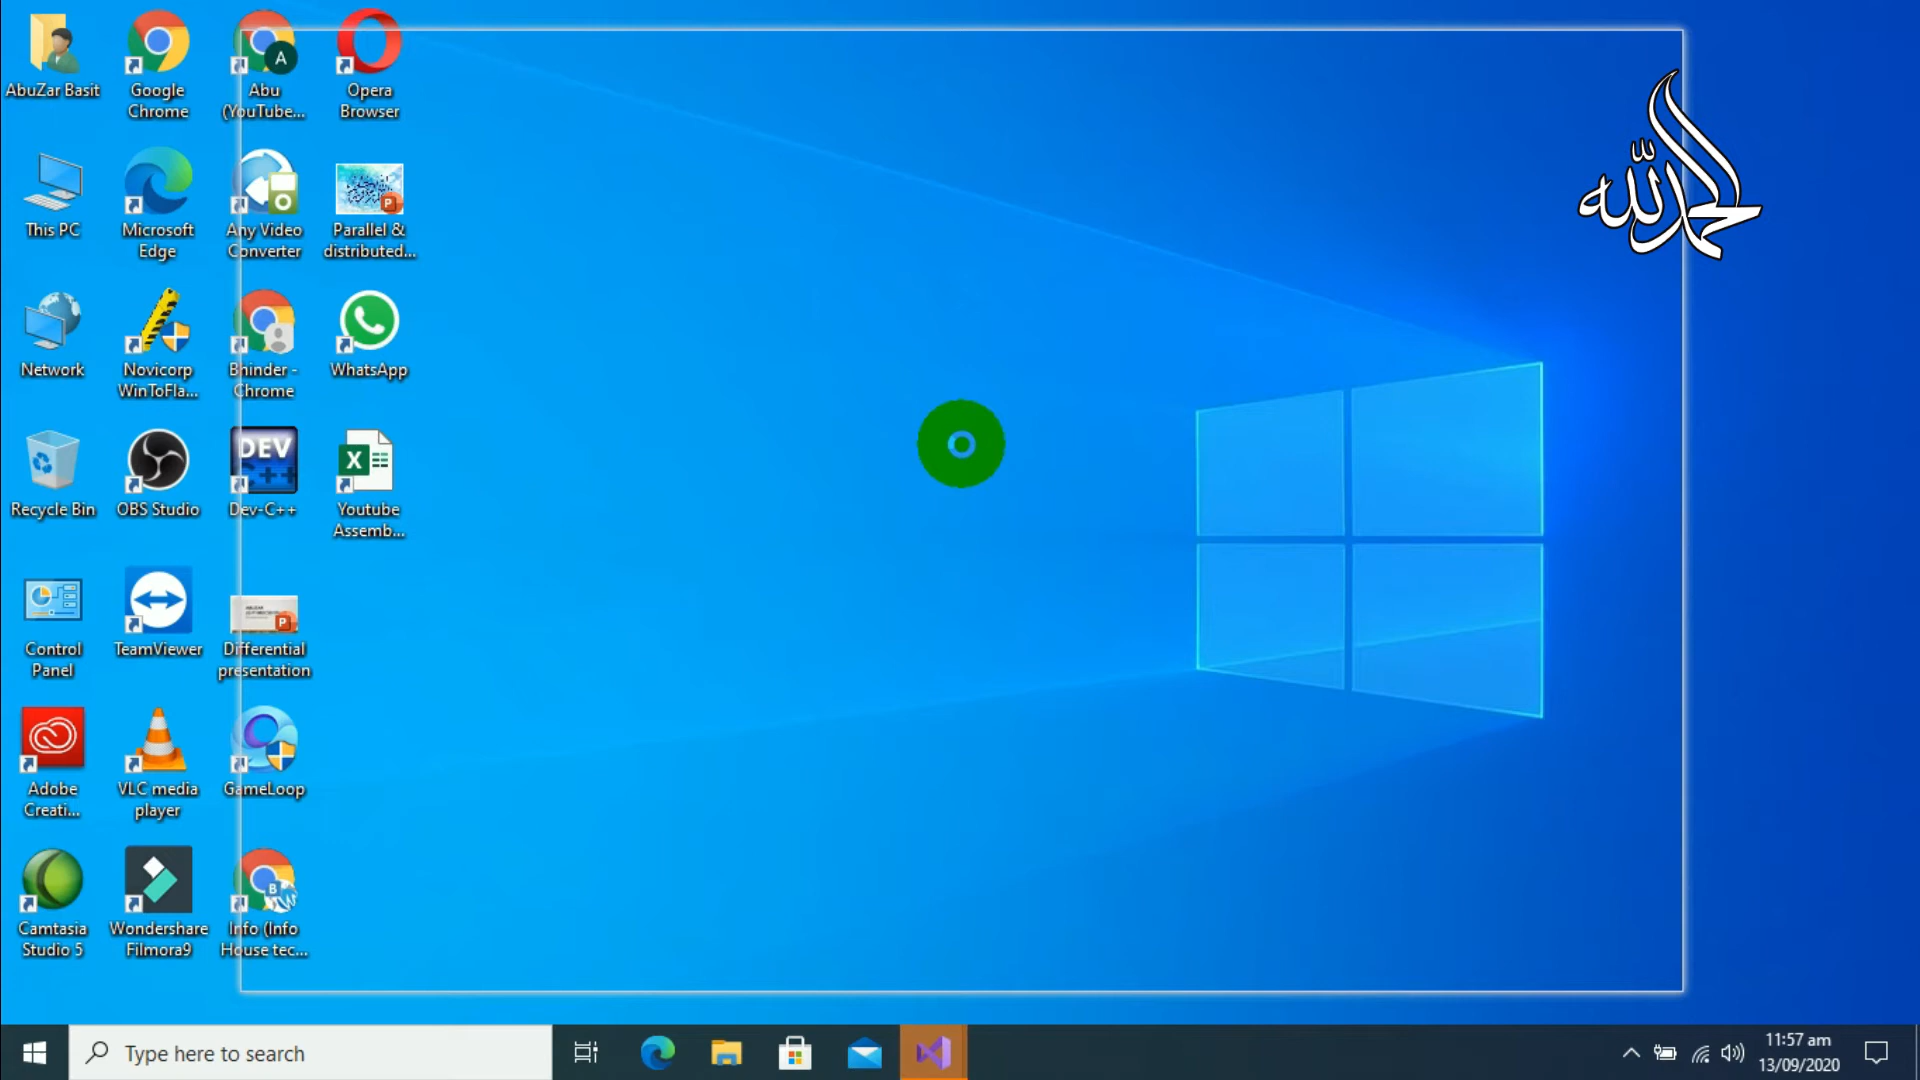 AbuZar Basit
Google
Chrome
Abu
(YouTube...
Opera
Browser
A
This PC
Microsoft
Edge
Any Video
Converter
Parallel &
distributed...
P
الحمد لله
Network
Novicorp
WinToFla...
Bhinder -
Chrome
WhatsApp
DEV
C++
X
Recycle Bin
OBS Studio
Dev-C++
Youtube
Assemb...
P
Control
Panel
TeamViewer
Differential
presentation
Adobe
Creati...
VLC media
player
GameLoop
B
Camtasia
Studio 5
Wondershare
Filmora9
Info (Info
House tec...
Type here to search
11:57 am
13/09/2020